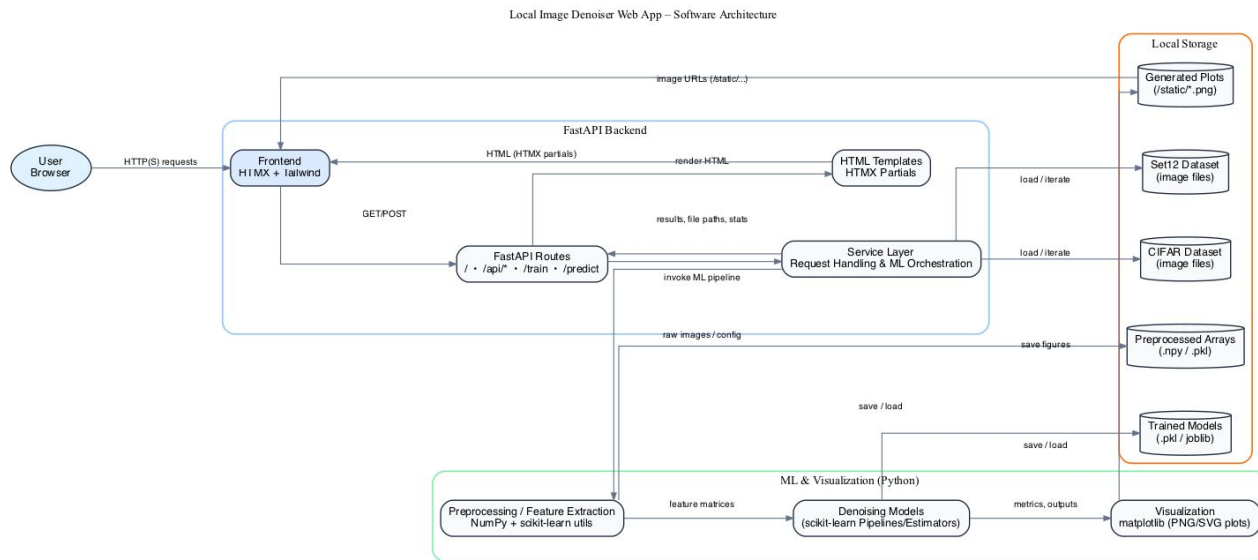 Local Image Denoiser Web App – Software Architecture
Local Storage
Generated Plots
(/static/*.png)
image URLs (/static/...)
FastAPI Backend
User
Browser
HTTP(S) requests
Frontend
HTMX + Tailwind
HTML (HTMX partials)
render HTML
HTML Templates
HTMX Partials
Set12 Dataset
(image files)
load / iterate
GET/POST
results, file paths, stats
FastAPI Routes
/ • /api/* • /train • /predict
Service Layer
Request Handling & ML Orchestration
load / iterate
CIFAR Dataset
(image files)
invoke ML pipeline
raw images / config
save figures
Preprocessed Arrays
(.npy / .pkl)
save / load
Trained Models
(.pkl / joblib)
save / load
ML & Visualization (Python)
Preprocessing / Feature Extraction
NumPy + scikit-learn utils
feature matrices
Denoising Models
(scikit-learn Pipelines/Estimators)
metrics, outputs
Visualization
matplotlib (PNG/SVG plots)